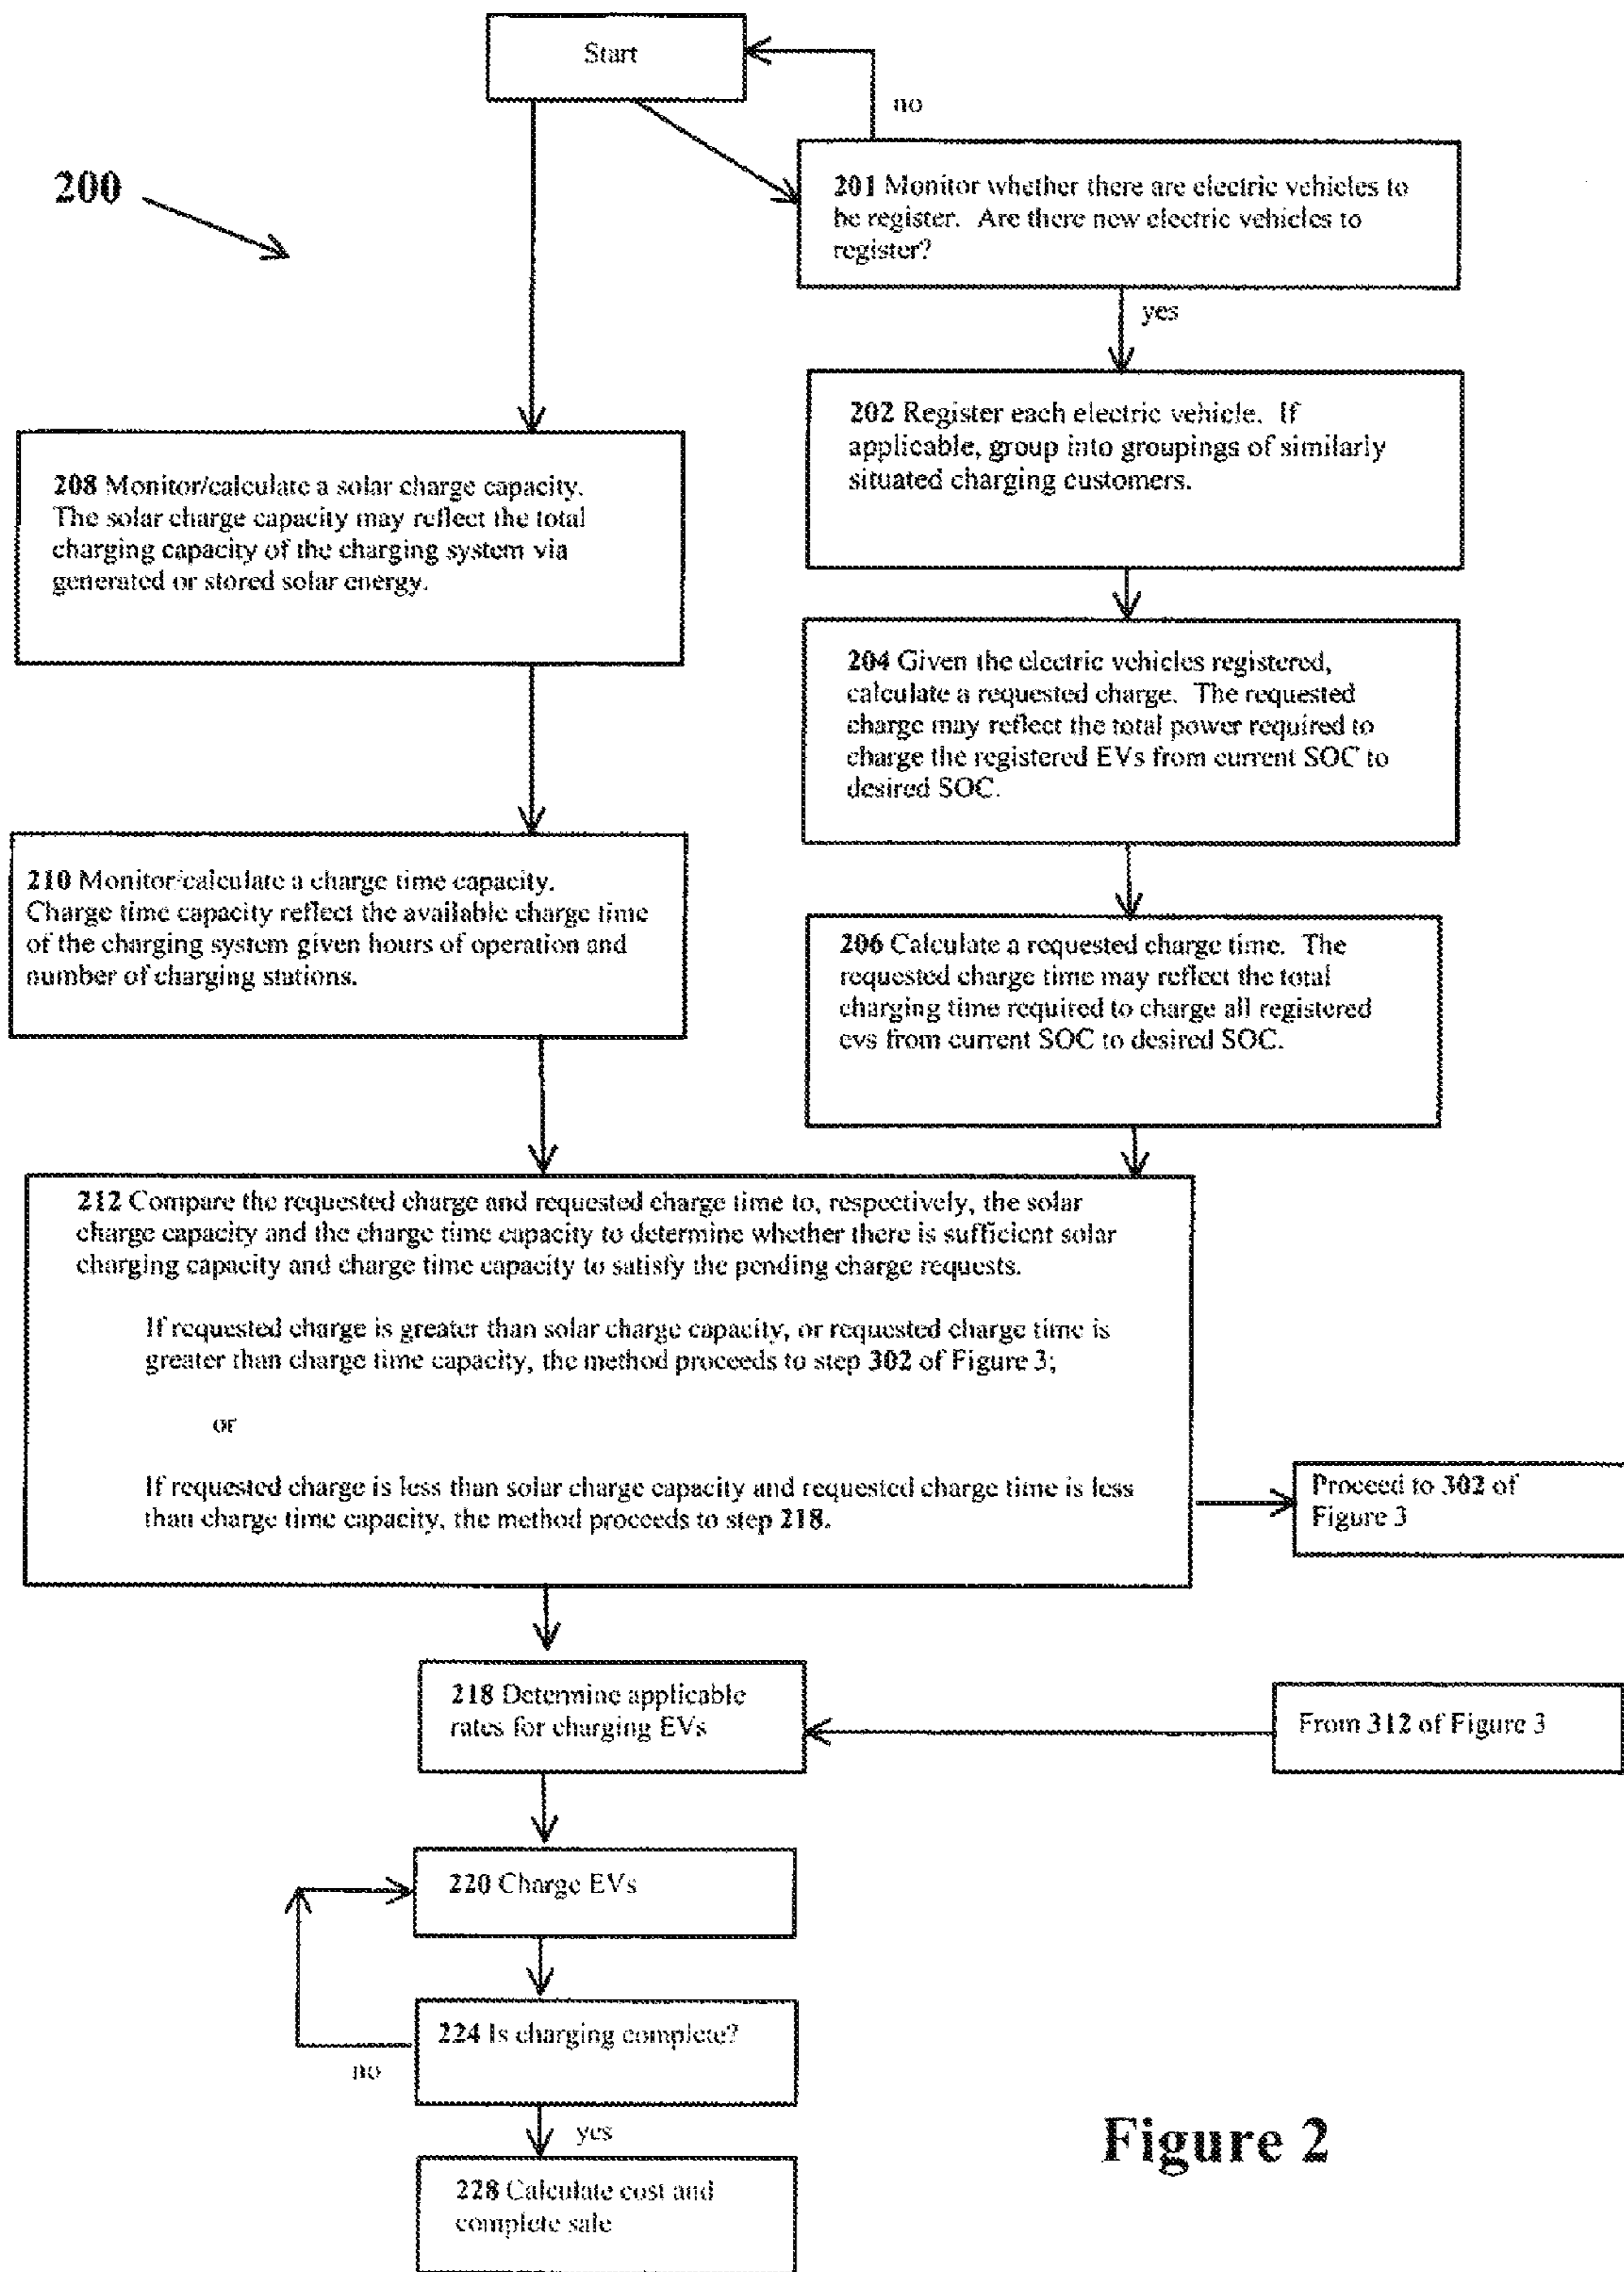 Start
no
200
201 Monitor whether there are electric vehicles to
be register. Are there new electric vehicles to
register?
yes
202 Register each electric vehicle. If
applicable, group into groupings of similarly
situated charging customers.
208 Monitor/calculate a solar charge capacity.
The solar charge capacity may reflect the total
charging capacity of the charging system via
generated or stored solar energy.
204 Given the electric vehicles registered,
calculate a requested charge. The requested
charge may reflect the total power required to
charge the registered EVs from current SOC to
desired SOC.
210 Monitor/calculate a charge time capacity.
Charge time capacity reflect the available charge time
of the charging system given hours of operation and
number of charging stations.
206 Calculate a requested charge time. The
requested charge time may reflect the total
charging time required to charge all registered
evs from current SOC to desired SOC.
212 Compare the requested charge and requested charge time to, respectively, the solar
charge capacity and the charge time capacity to determine whether there is sufficient solar
charging capacity and charge time capacity to satisfy the pending charge requests.
If requested charge is greater than solar charge capacity, or requested charge time is
greater than charge time capacity, the method proceeds to step 302 of Figure 3;
or
If requested charge is less than solar charge capacity and requested charge time is less
than charge time capacity, the method proceeds to step 218.
Proceed to 302 of
Figure 3
218 Determine applicable
rates for charging EVs
From 312 of Figure 3
220 Charge EVs
224 Is charging complete?
no
yes
228 Calculate cost and
complete sale
Figure 2